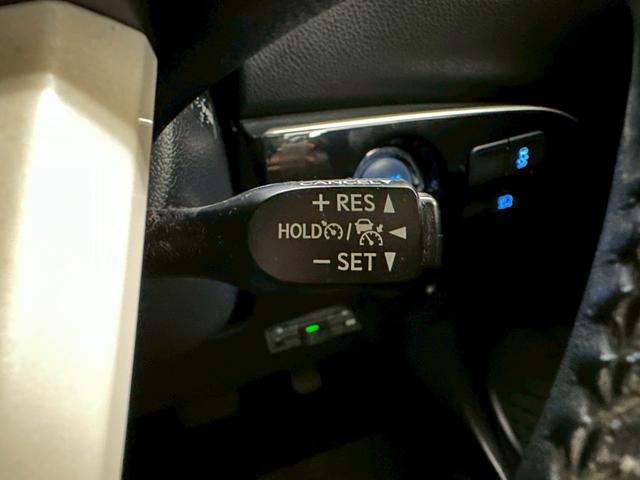 CANCEL
+ RES ▲
HOLD / ◀
− SET ▼